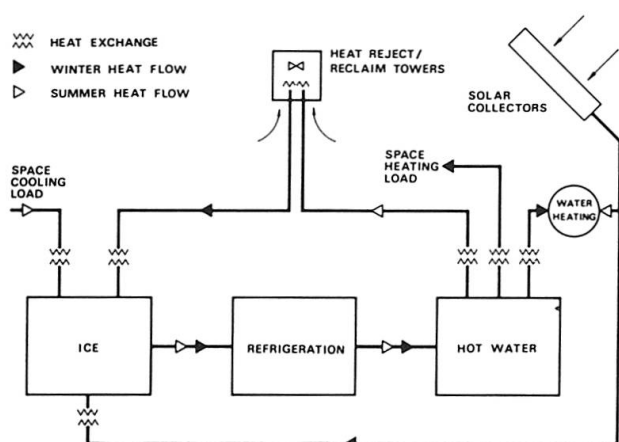 HEAT EXCHANGE
WINTER HEAT FLOW
SUMMER HEAT FLOW
HEAT REJECT/
RECLAIM TOWERS
SOLAR
COLLECTORS
SPACE
COOLING
LOAD
SPACE
HEATING
LOAD
WATER
HEATING
ICE
REFRIGERATION
HOT WATER